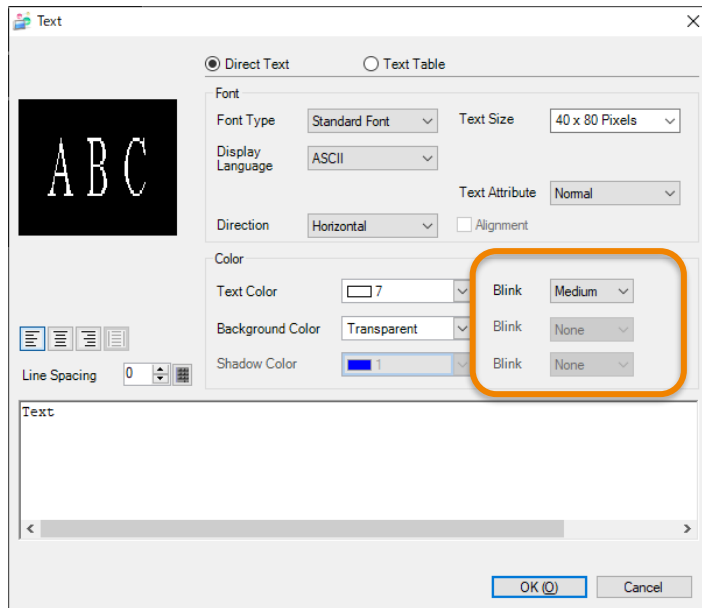 Text
Direct Text Text Table
Font
Font Type Standard Font Text Size 40 x 80 Pixels
Display Language ASCII
Text Attribute Normal
Direction Horizontal Alignment
ABC
Color
Text Color 7 Blink Medium
Background Color Transparent Blink None
Shadow Color 1 Blink None
Line Spacing 0
Text
OK (O) Cancel